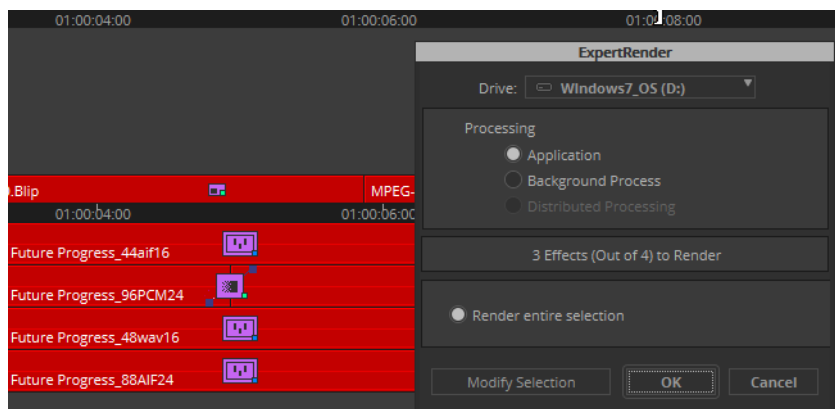 01:00:04:00
01:00:06:00
01:00:08:00
ExpertRender
Drive: WIndows7_OS (D:)
Processing
Application
Background Process
Distributed Processing
.Blip
MPEG-
01:00:04:00
01:00:06:00
3 Effects (Out of 4) to Render
Future Progress_44aif16
Future Progress_96PCM24
Future Progress_48wav16
Future Progress_88AIF24
Render entire selection
Modify Selection
OK
Cancel